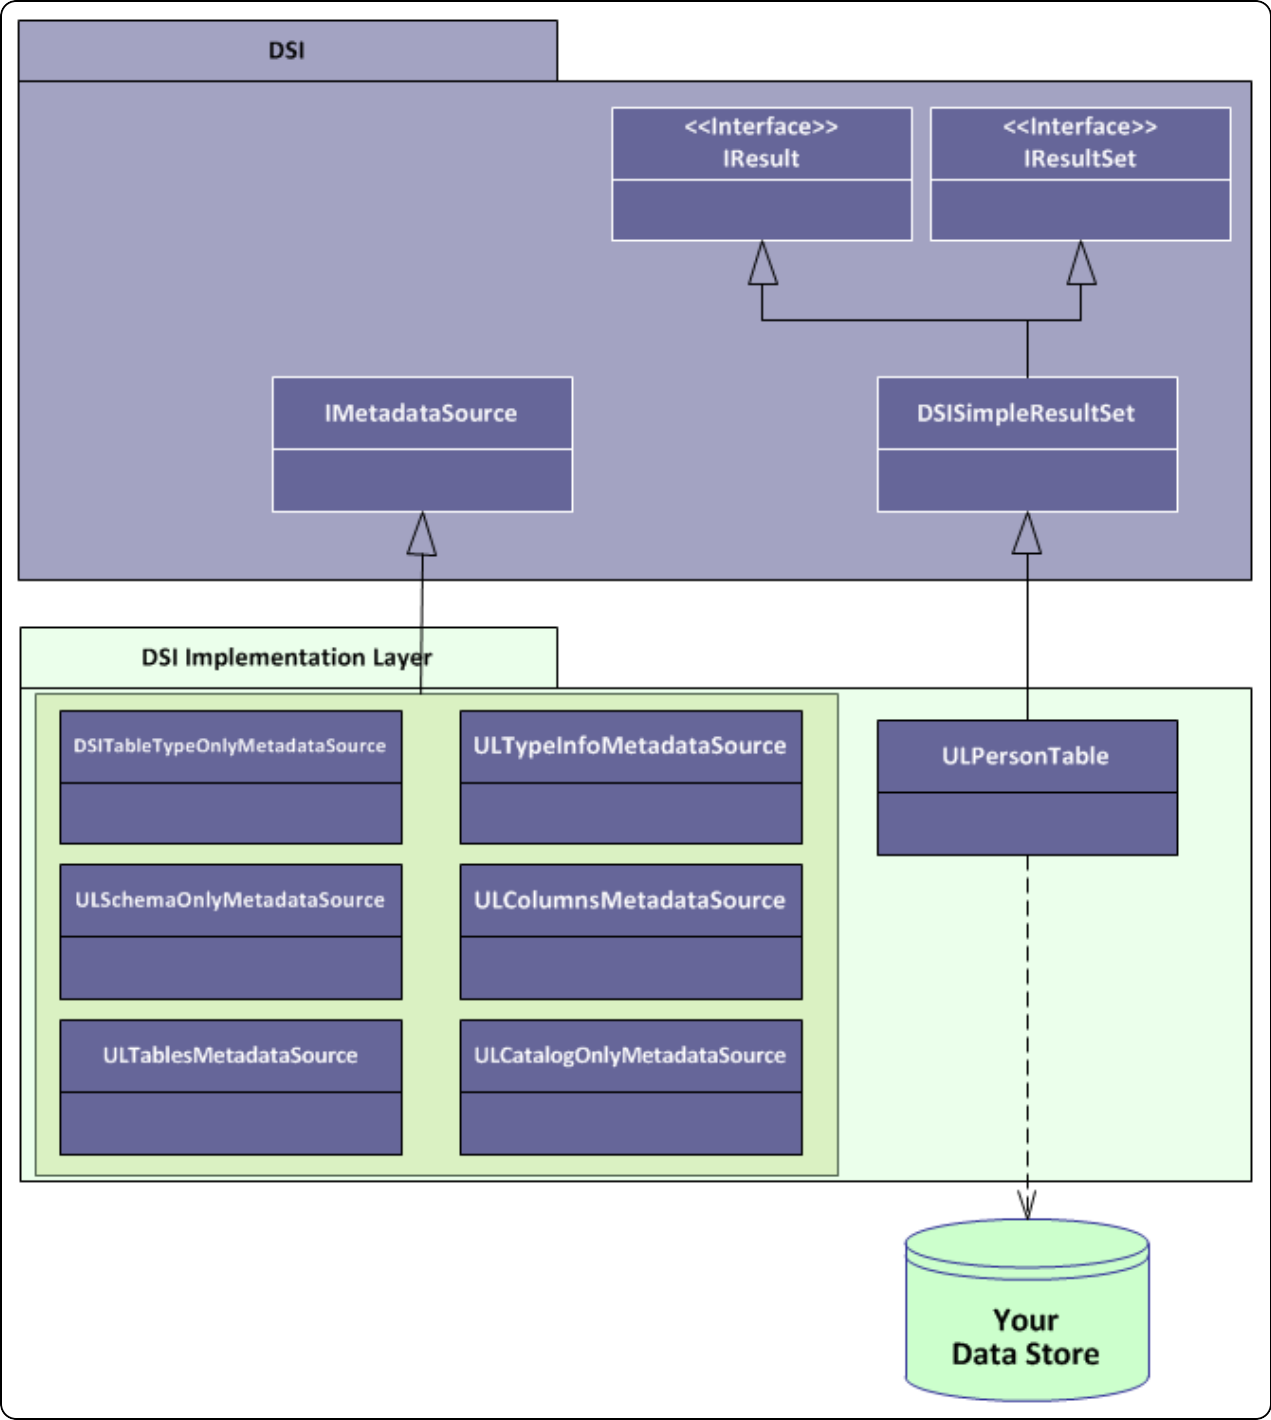 DSI
<<Interface>>
IResult
<<Interface>>
IResultSet
IMetadataSource
DSISimpleResultSet
DSI Implementation Layer
DSITableTypeOnlyMetadataSource
ULTypeInfoMetadataSource
ULPersonTable
ULSchemaOnlyMetadataSource
ULColumnsMetadataSource
ULTablesMetadataSource
ULCatalogOnlyMetadataSource
Your
Data Store